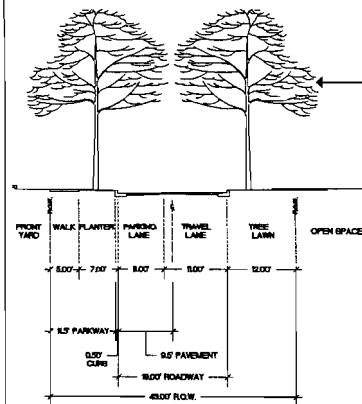 FRONT YARD WALK PLANTER PARKING LANE TRAVEL LANE TREE LAWN OPEN SPACE
5.00' 7.00' 8.00' 11.00' 12.00'
11.5' PARKWAY
0.50' CURB
9.5' PAVEMENT
19.00' ROADWAY
43.00' R.O.W.